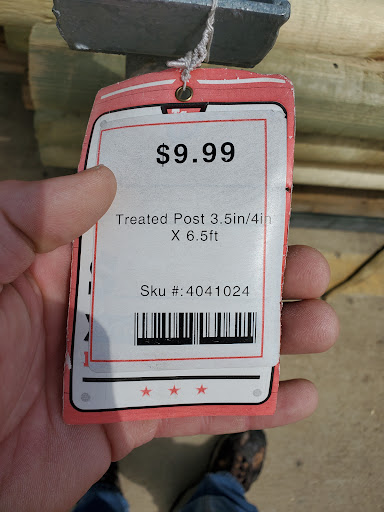 $9.99
Treated Post 3.5in/4in
X 6.5ft
Sku #:4041024